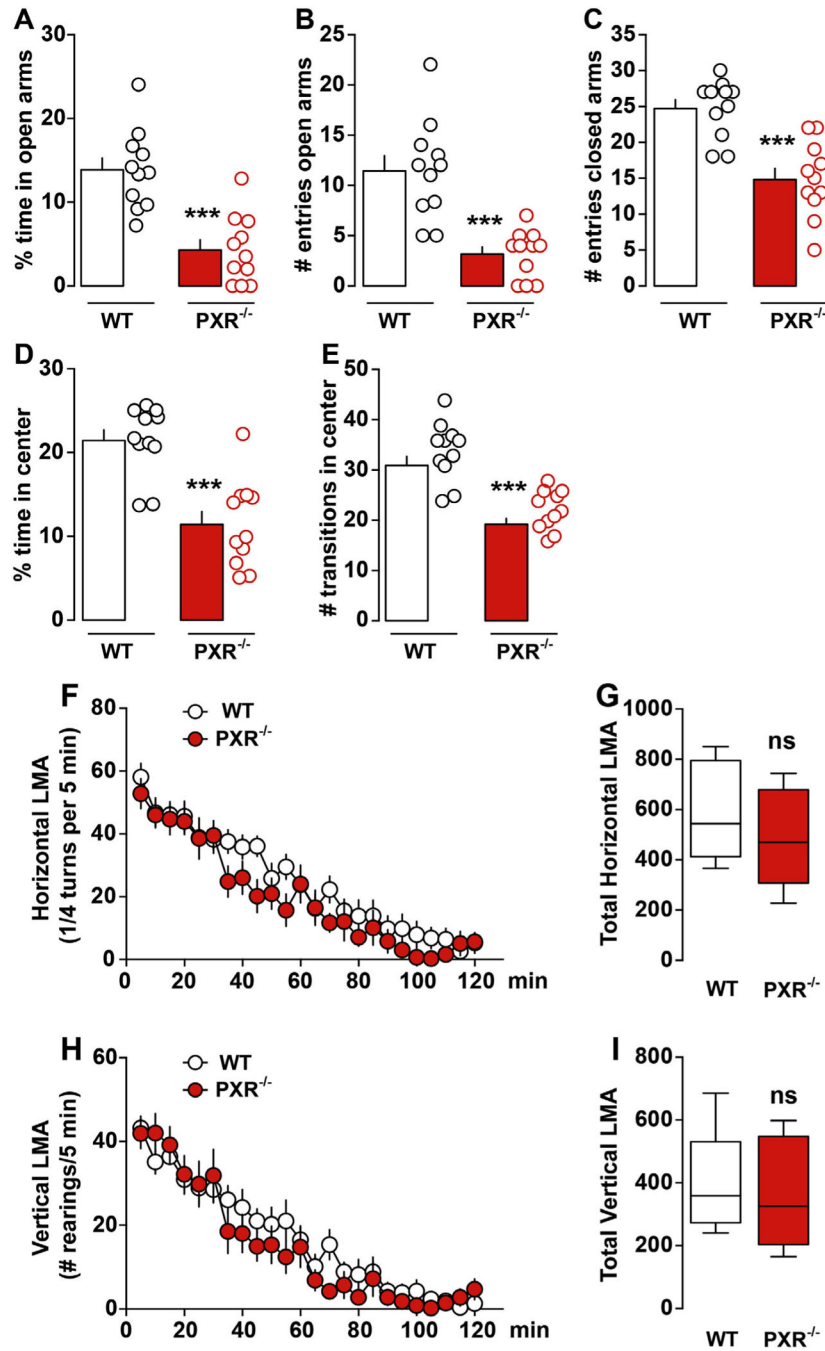 A
% time in open arms
30
20
10
0
***
WT
PXR-/-
B
# entries open arms
25
20
15
10
5
0
***
WT
PXR-/-
C
# entries closed arms
35
30
25
20
15
10
5
0
***
WT
PXR-/-
D
% time in center
30
20
10
0
***
WT
PXR-/-
E
# transitions in center
50
40
30
20
10
0
***
WT
PXR-/-
F
Horizontal LMA
(1/4 turns per 5 min)
80
60
40
20
0
WT
PXR-/-
0 20 40 60 80 100 120 min
G
Total Horizontal LMA
1000
800
600
400
200
0
ns
WT
PXR-/-
H
Vertical LMA
(# rearings/5 min)
60
40
20
0
WT
PXR-/-
0 20 40 60 80 100 120 min
I
Total Vertical LMA
800
600
400
200
0
ns
WT
PXR-/-